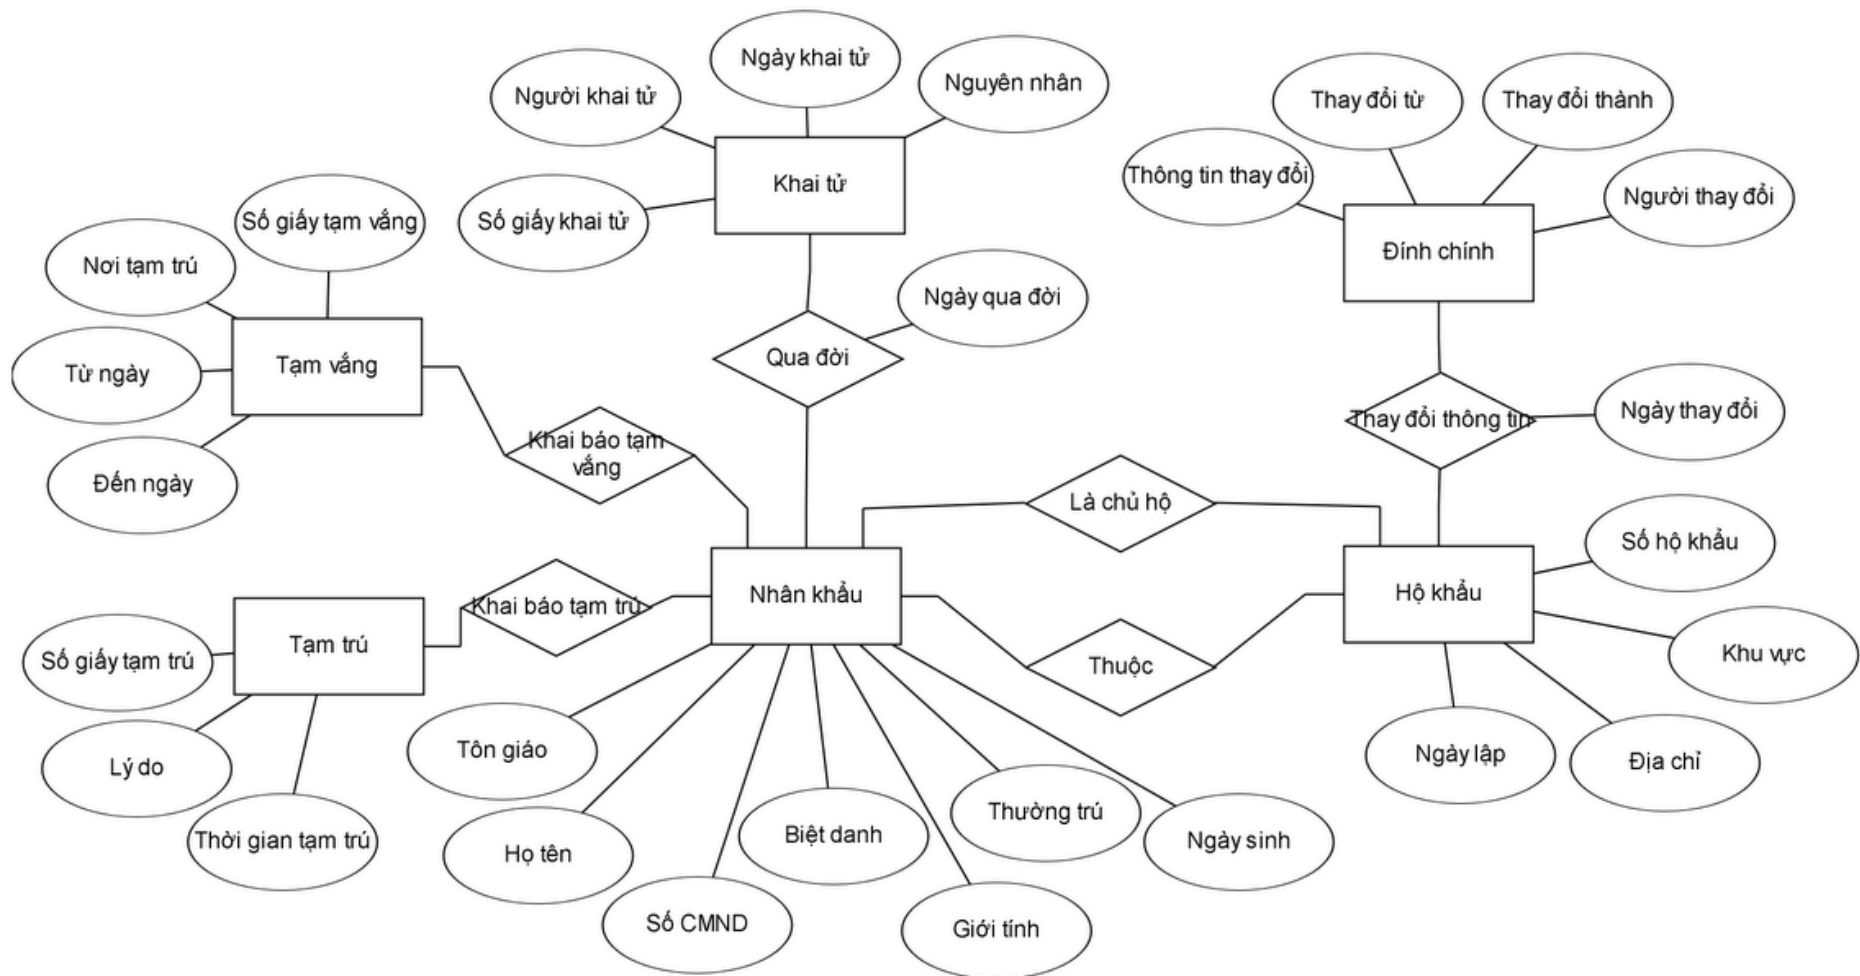 Ngày khai tử
Người khai tử
Nguyên nhân
Thay đổi từ
Thay đổi thành
Khai tử
Thông tin thay đổi
Người thay đổi
Số giấy tạm vắng
Số giấy khai tử
Đính chính
Nơi tạm trú
Ngày qua đời
Tạm vắng
Từ ngày
Qua đời
Ngày thay đổi
Thay đổi thông tin
Khai báo tạm
vắng
Đến ngày
Là chủ hộ
Số hộ khẩu
Nhân khẩu
Hộ khẩu
Khai báo tạm trú
Tạm trú
Số giấy tạm trú
Thuộc
Khu vực
Tôn giáo
Ngày lập
Địa chỉ
Lý do
Thời gian tạm trú
Họ tên
Biệt danh
Thường trú
Ngày sinh
Số CMND
Giới tính